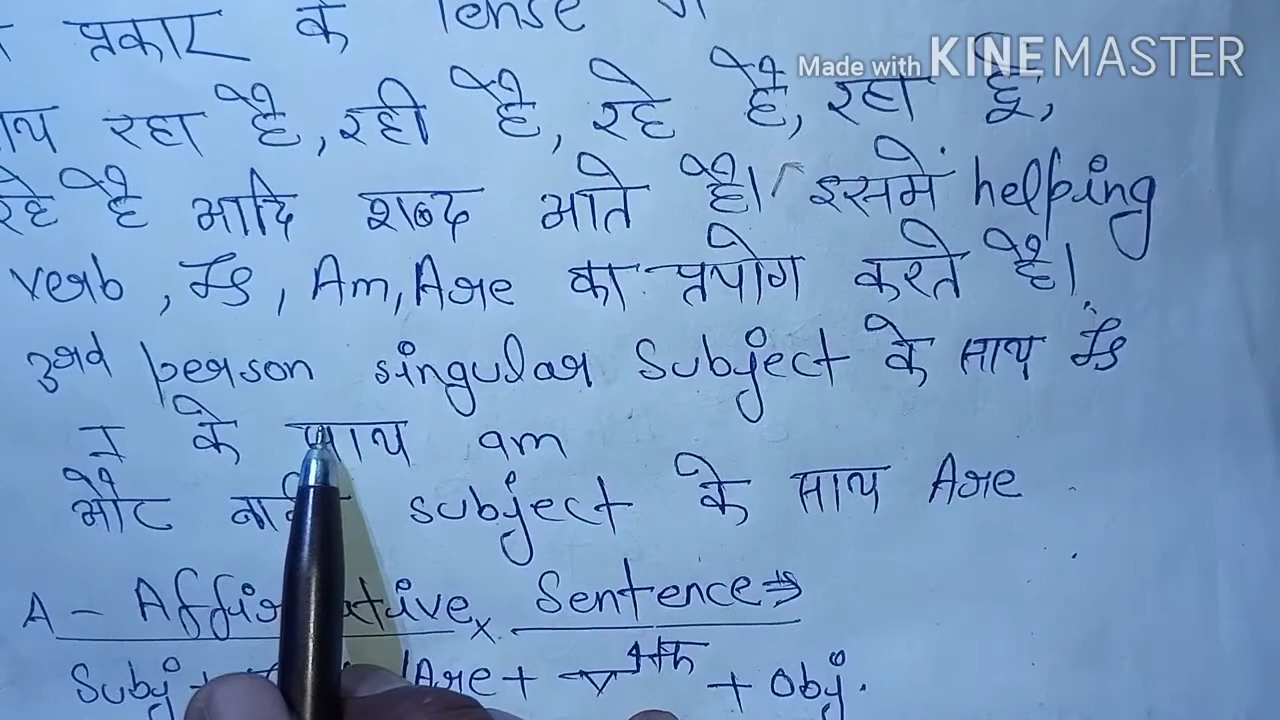 प्रकार के Tense में
Made with KINEMASTER
रहा है, रही है, रहे है, रहा हूँ,
रहे है आदि शब्द आते है। इसमें helping
verb, Is, Am, Are का प्रयोग करते है।
3rd person singular Subject के साथ Is
I के साथ am
और subject के साथ Are
A - Affirmative Sentence ⇒
Subj + Are + + Obj.